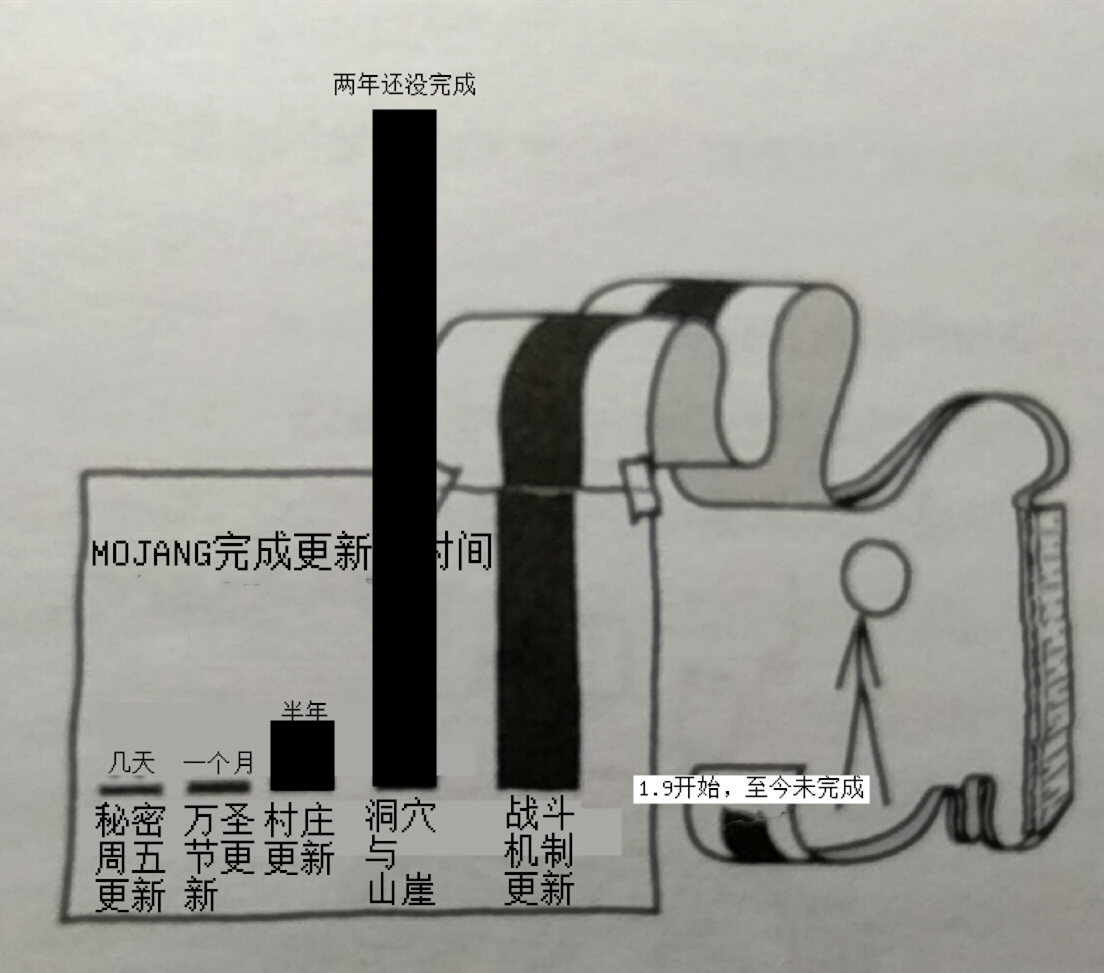 两年还没完成
MOJANG完成更新 时间
半年
几天
一个月
1.9开始，至今未完成
秘密
周五
更新
万圣
节更
新
村庄
更新
洞穴
与
山崖
战斗
机制
更新